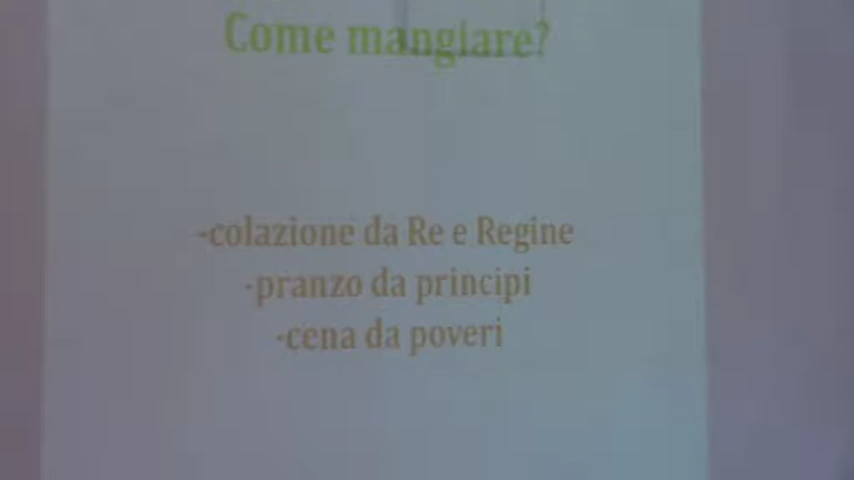 Come mangiare?
-colazione da Re e Regine
-pranzo da principi
-cena da poveri